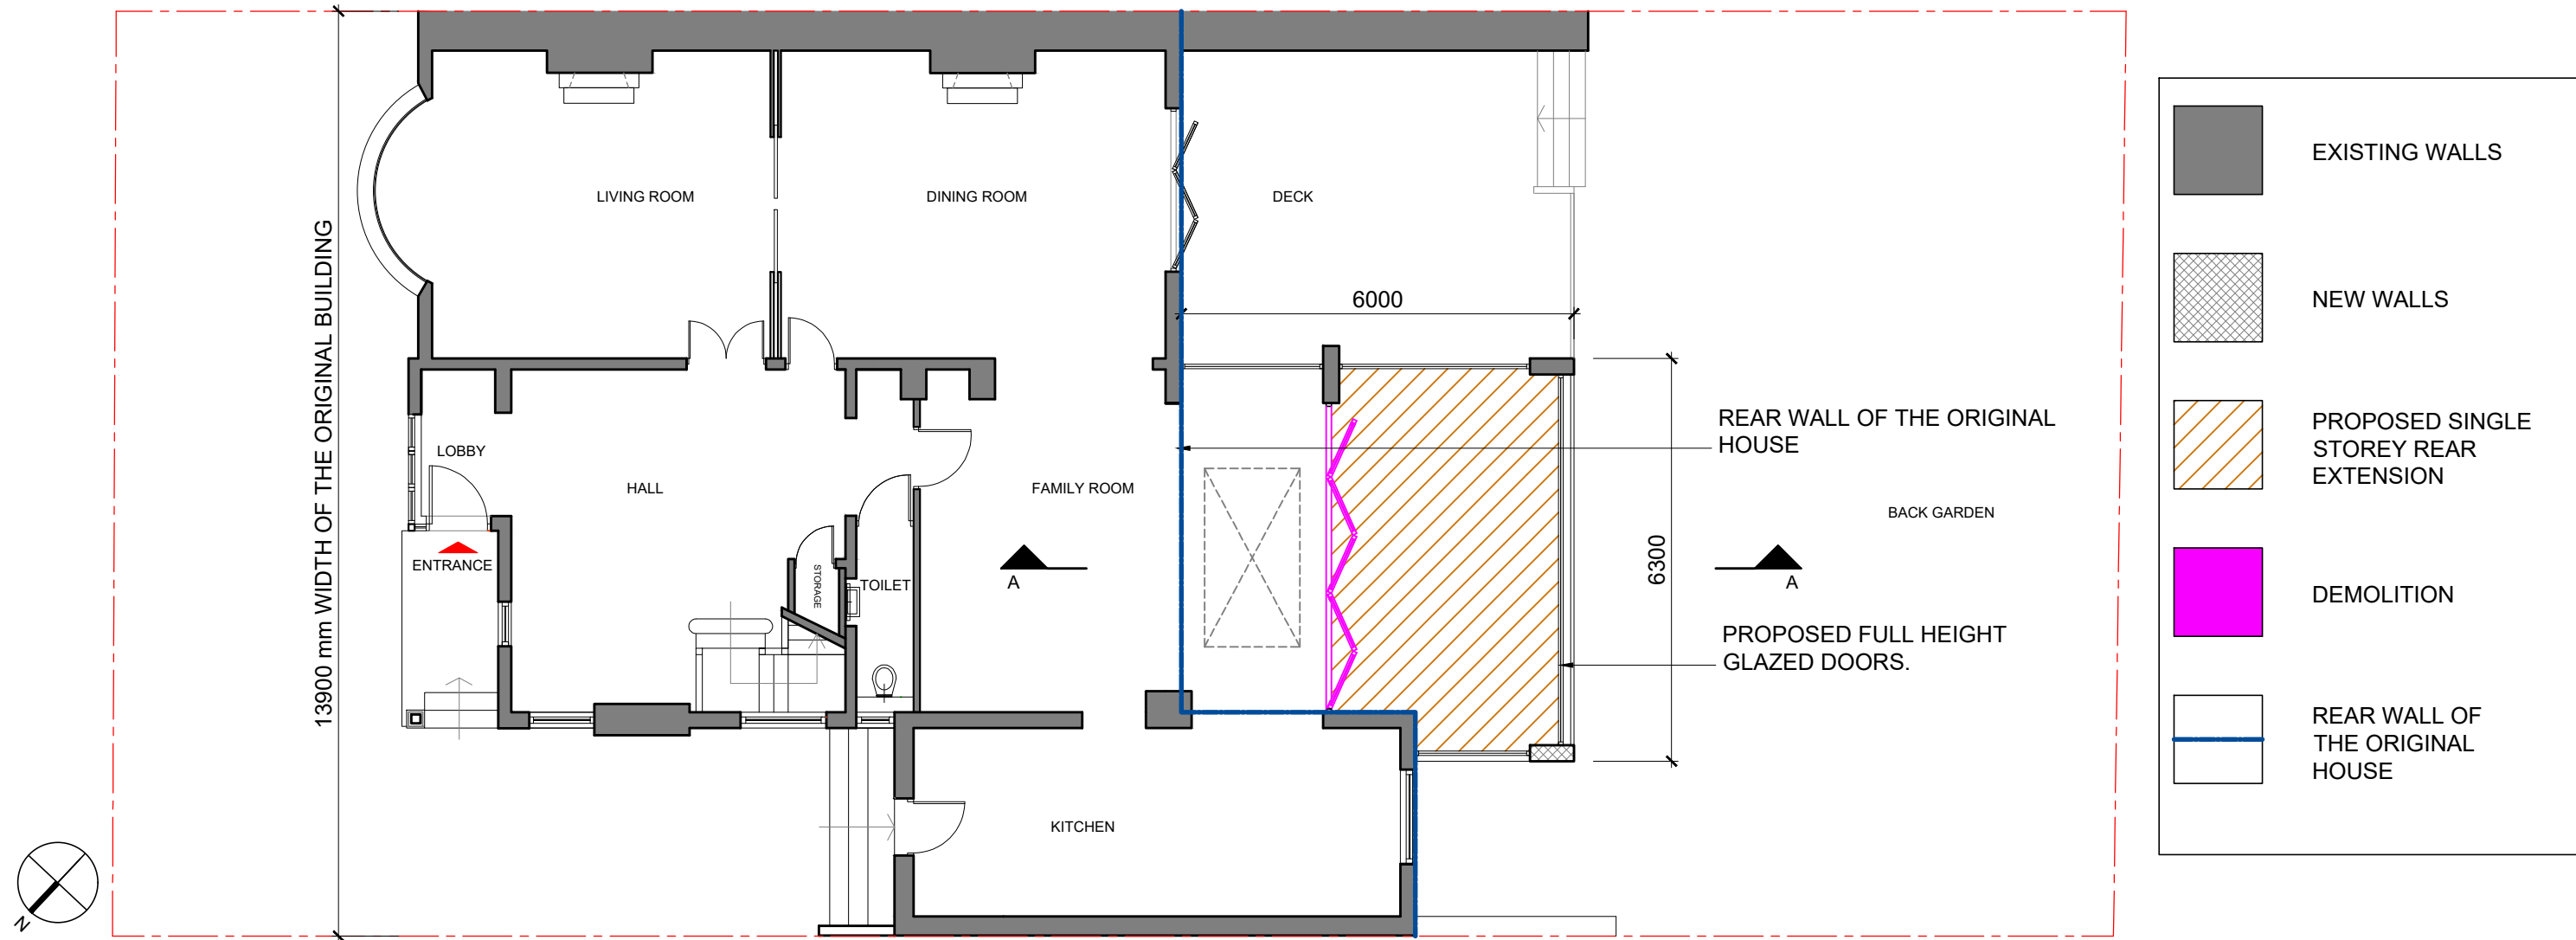 13900 mm WIDTH OF THE ORIGINAL BUILDING
LIVING ROOM
DINING ROOM
DECK
6000
LOBBY
HALL
FAMILY ROOM
ENTRANCE
STORAGE
TOILET
A
KITCHEN
REAR WALL OF THE ORIGINAL
HOUSE
BACK GARDEN
6300
A
PROPOSED FULL HEIGHT
GLAZED DOORS.
N
EXISTING WALLS
NEW WALLS
PROPOSED SINGLE
STOREY REAR
EXTENSION
DEMOLITION
REAR WALL OF
THE ORIGINAL
HOUSE